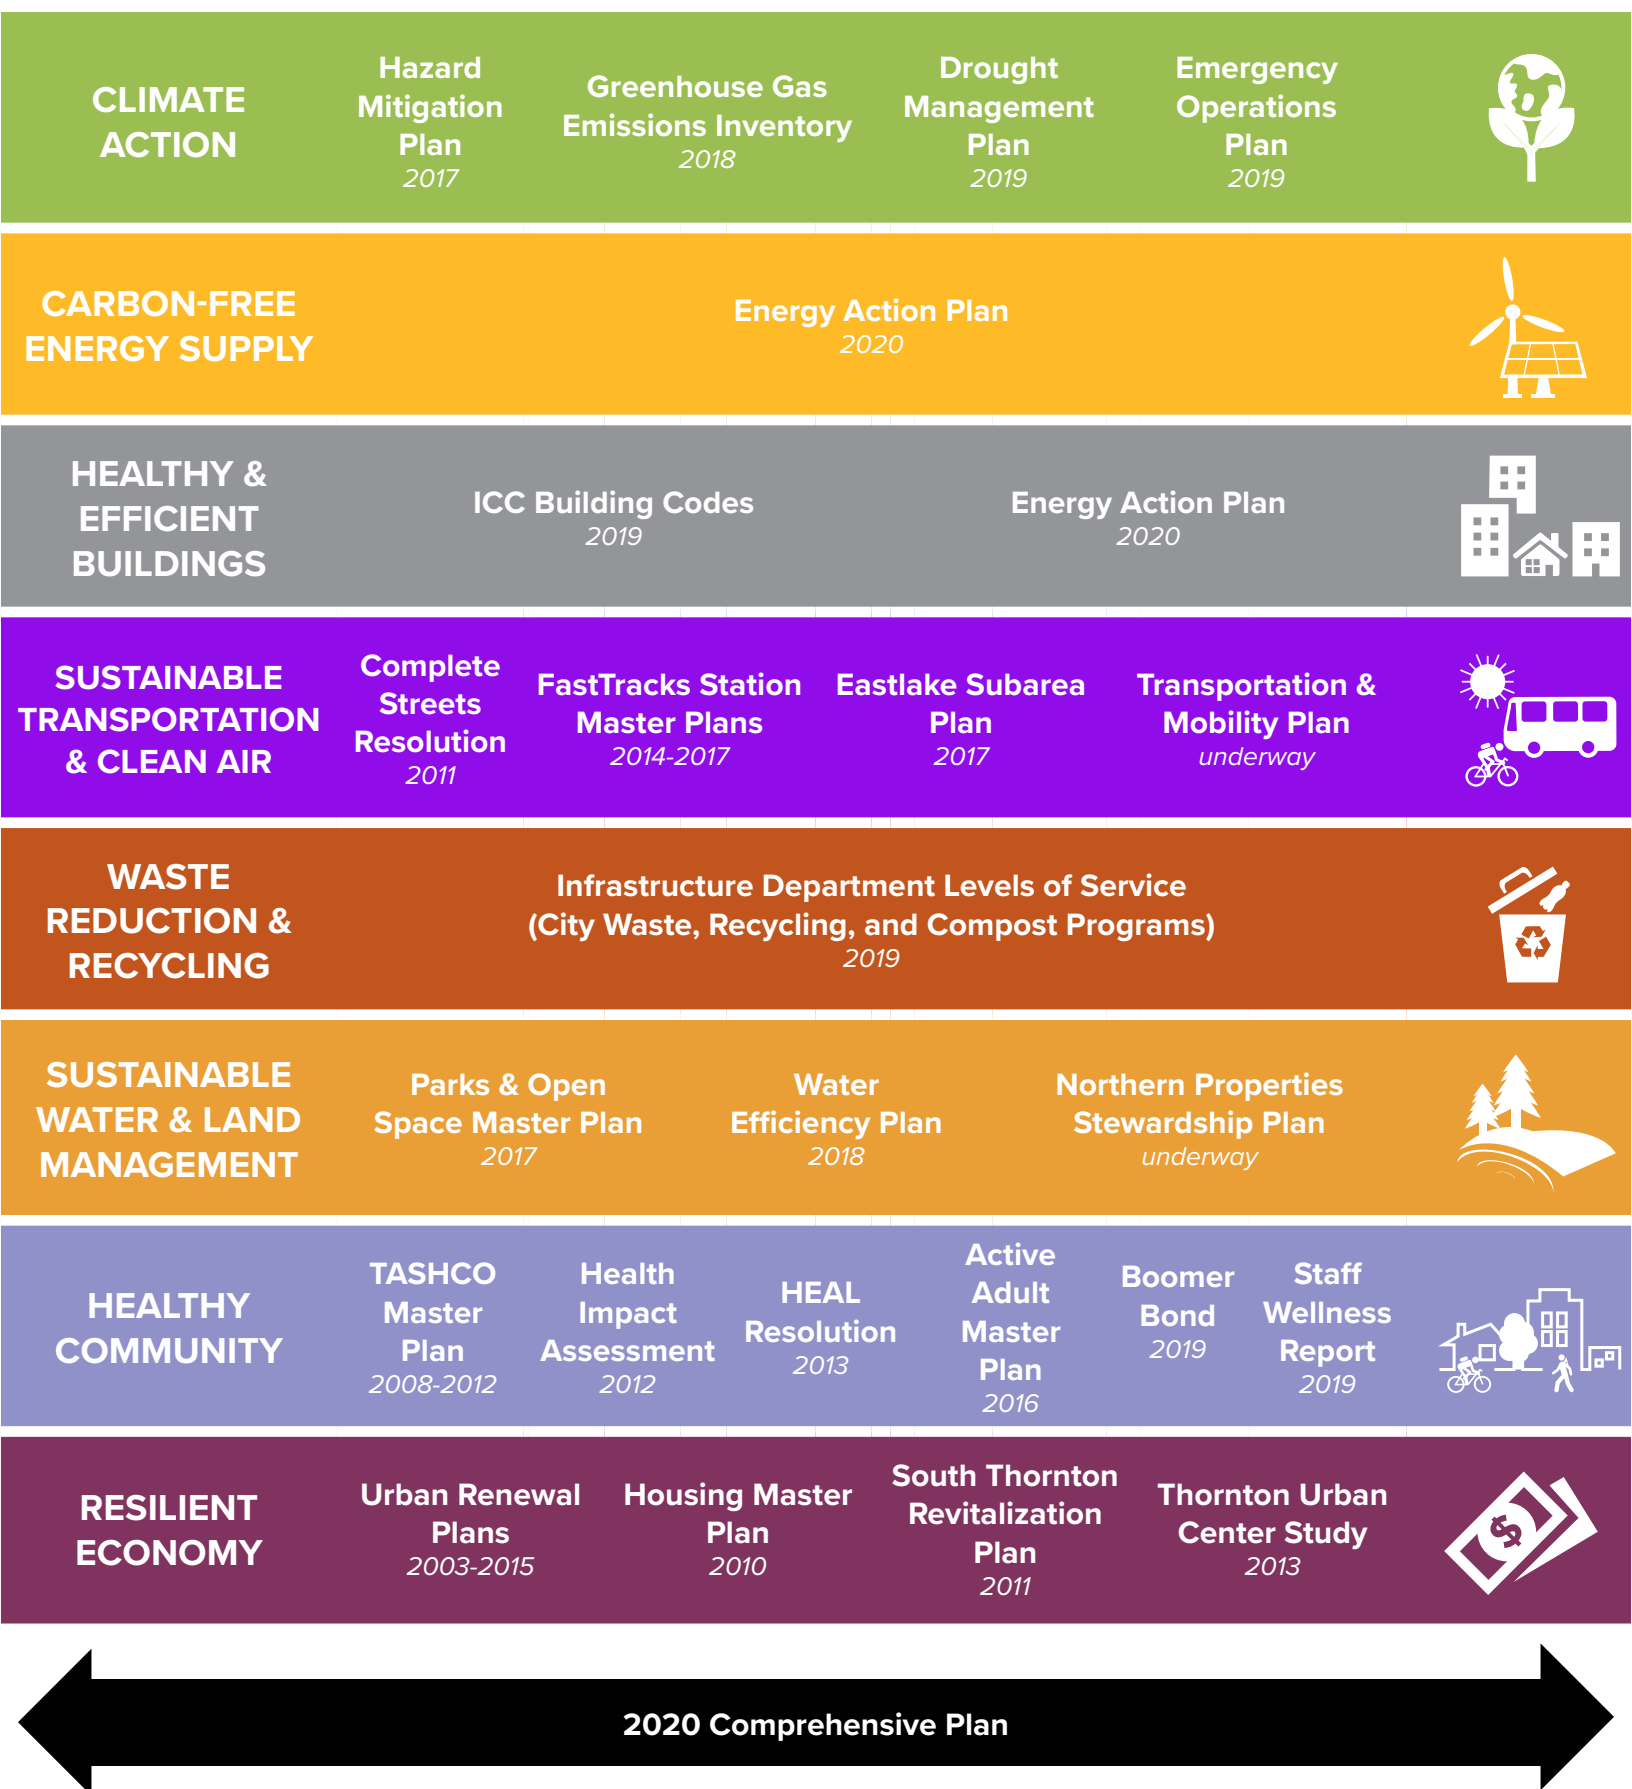 CLIMATE
ACTION
Hazard
Mitigation
Plan
2017
Greenhouse Gas
Emissions Inventory
2018
Drought
Management
Plan
2019
Emergency
Operations
Plan
2019
CARBON-FREE
ENERGY SUPPLY
Energy Action Plan
2020
HEALTHY &
EFFICIENT
BUILDINGS
ICC Building Codes
2019
Energy Action Plan
2020
SUSTAINABLE
TRANSPORTATION
& CLEAN AIR
Complete
Streets
Resolution
2011
FastTracks Station
Master Plans
2014-2017
Eastlake Subarea
Plan
2017
Transportation &
Mobility Plan
underway
WASTE
REDUCTION &
RECYCLING
Infrastructure Department Levels of Service
(City Waste, Recycling, and Compost Programs)
2019
SUSTAINABLE
WATER & LAND
MANAGEMENT
Parks & Open
Space Master Plan
2017
Water
Efficiency Plan
2018
Northern Properties
Stewardship Plan
underway
HEALTHY
COMMUNITY
TASHCO
Master
Plan
2008-2012
Health
Impact
Assessment
2012
HEAL
Resolution
2013
Active
Adult
Master
Plan
2016
Boomer
Bond
2019
Staff
Wellness
Report
2019
RESILIENT
ECONOMY
Urban Renewal
Plans
2003-2015
Housing Master
Plan
2010
South Thornton
Revitalization
Plan
2011
Thornton Urban
Center Study
2013
$
2020 Comprehensive Plan